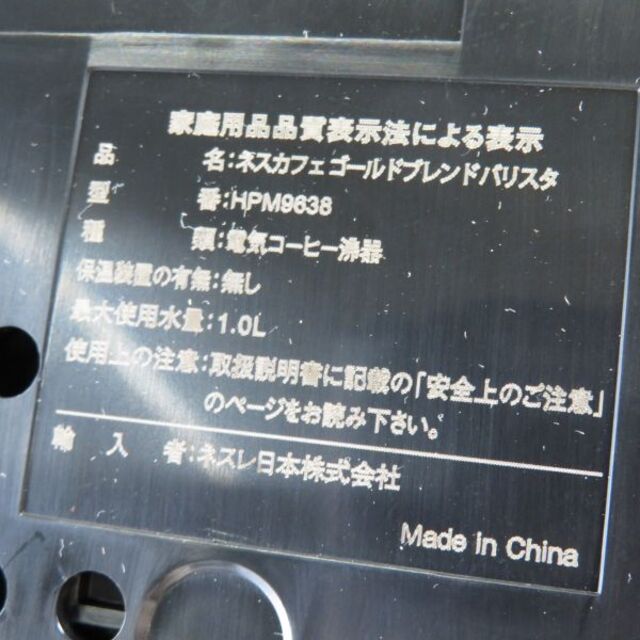 家庭用品品質表示法による表示
品 名:ネスカフェゴールドブレンドバリスタ
型 番:HPM9638
種 類:電気コーヒー沸器
保温装置の有無:無し
最大使用水量:1.0L
使用上の注意:取扱説明書に記載の「安全上のご注意」
のページをお読み下さい。
輸 入 者:ネスレ日本株式会社
Made in China